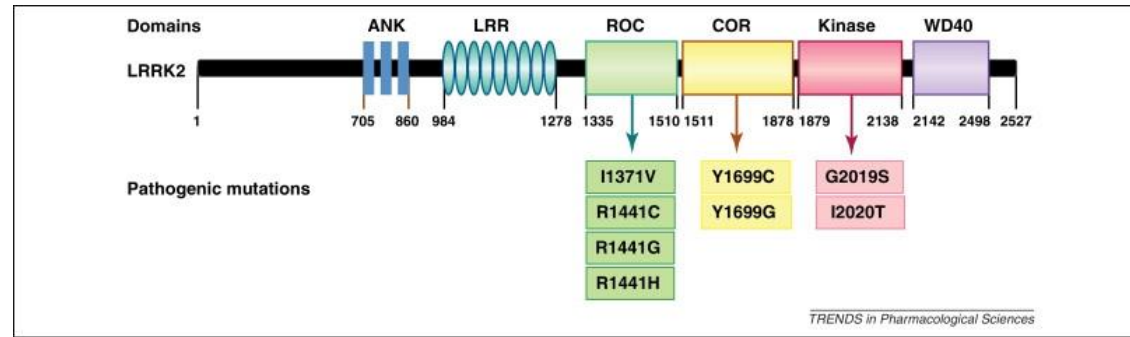 Domains ANK LRR ROC COR Kinase WD40
LRRK2
1 705 860 984 1278 1335 1510 1511 1878 1879 2138 2142 2498 2527
Pathogenic mutations
I1371V Y1699C G2019S
R1441C Y1699G I2020T
R1441G
R1441H
TRENDS in Pharmacological Sciences